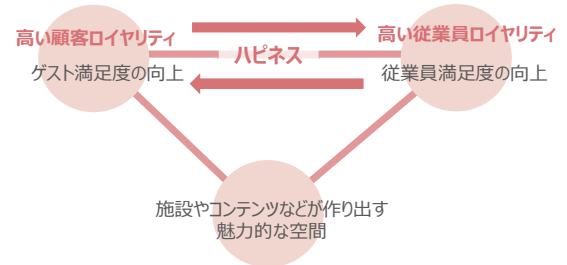 高い顧客ロイヤリティ
ゲスト満足度の向上
ハピネス
高い従業員ロイヤリティ
従業員満足度の向上
施設やコンテンツなどが作り出す
魅力的な空間